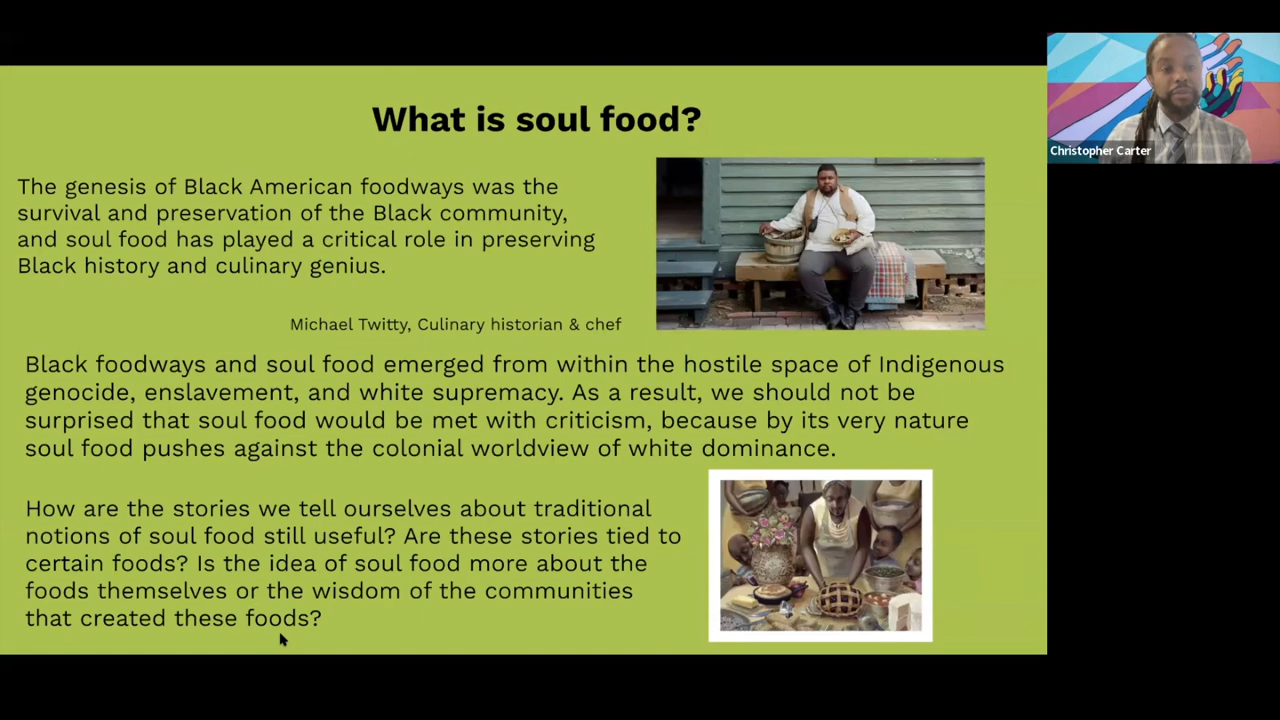 What is soul food?
The genesis of Black American foodways was the
survival and preservation of the Black community,
and soul food has played a critical role in preserving
Black history and culinary genius.
Michael Twitty, Culinary historian & chef
Black foodways and soul food emerged from within the hostile space of Indigenous
genocide, enslavement, and white supremacy. As a result, we should not be
surprised that soul food would be met with criticism, because by its very nature
soul food pushes against the colonial worldview of white dominance.
How are the stories we tell ourselves about traditional
notions of soul food still useful? Are these stories tied to
certain foods? Is the idea of soul food more about the
foods themselves or the wisdom of the communities
that created these foods?
Christopher Carter